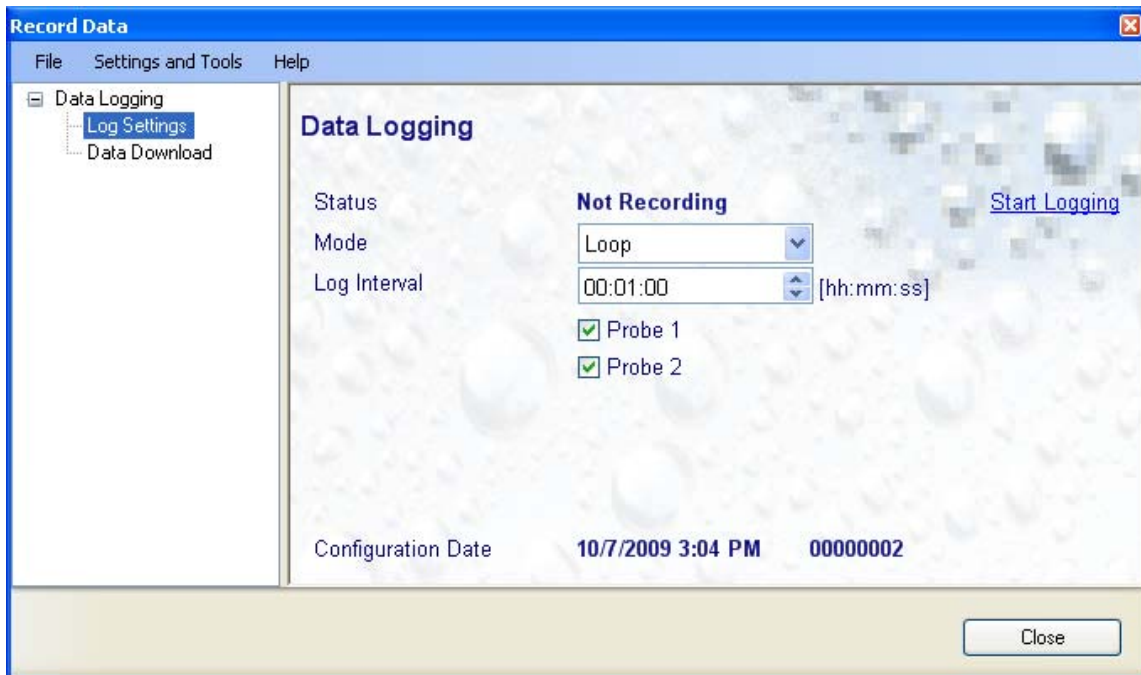 Record Data
File Settings and Tools Help
Data Logging
Log Settings
Data Download
Data Logging
Status Not Recording Start Logging
Mode Loop
Log Interval 00:01:00 [hh:mm:ss]
Probe 1
Probe 2
Configuration Date 10/7/2009 3:04 PM 00000002
Close